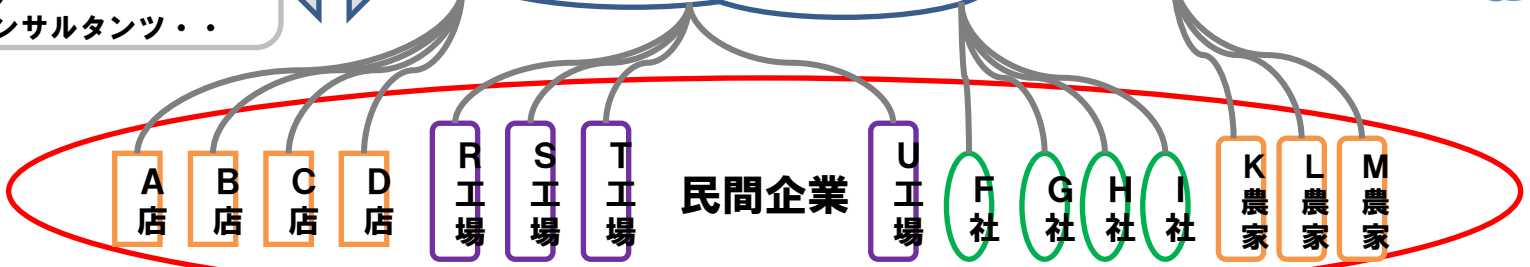 ンサルタンツ・・
A店
B店
C店
D店
R工場
S工場
T工場
民間企業
U工場
F社
G社
H社
I社
K農家
L農家
M農家